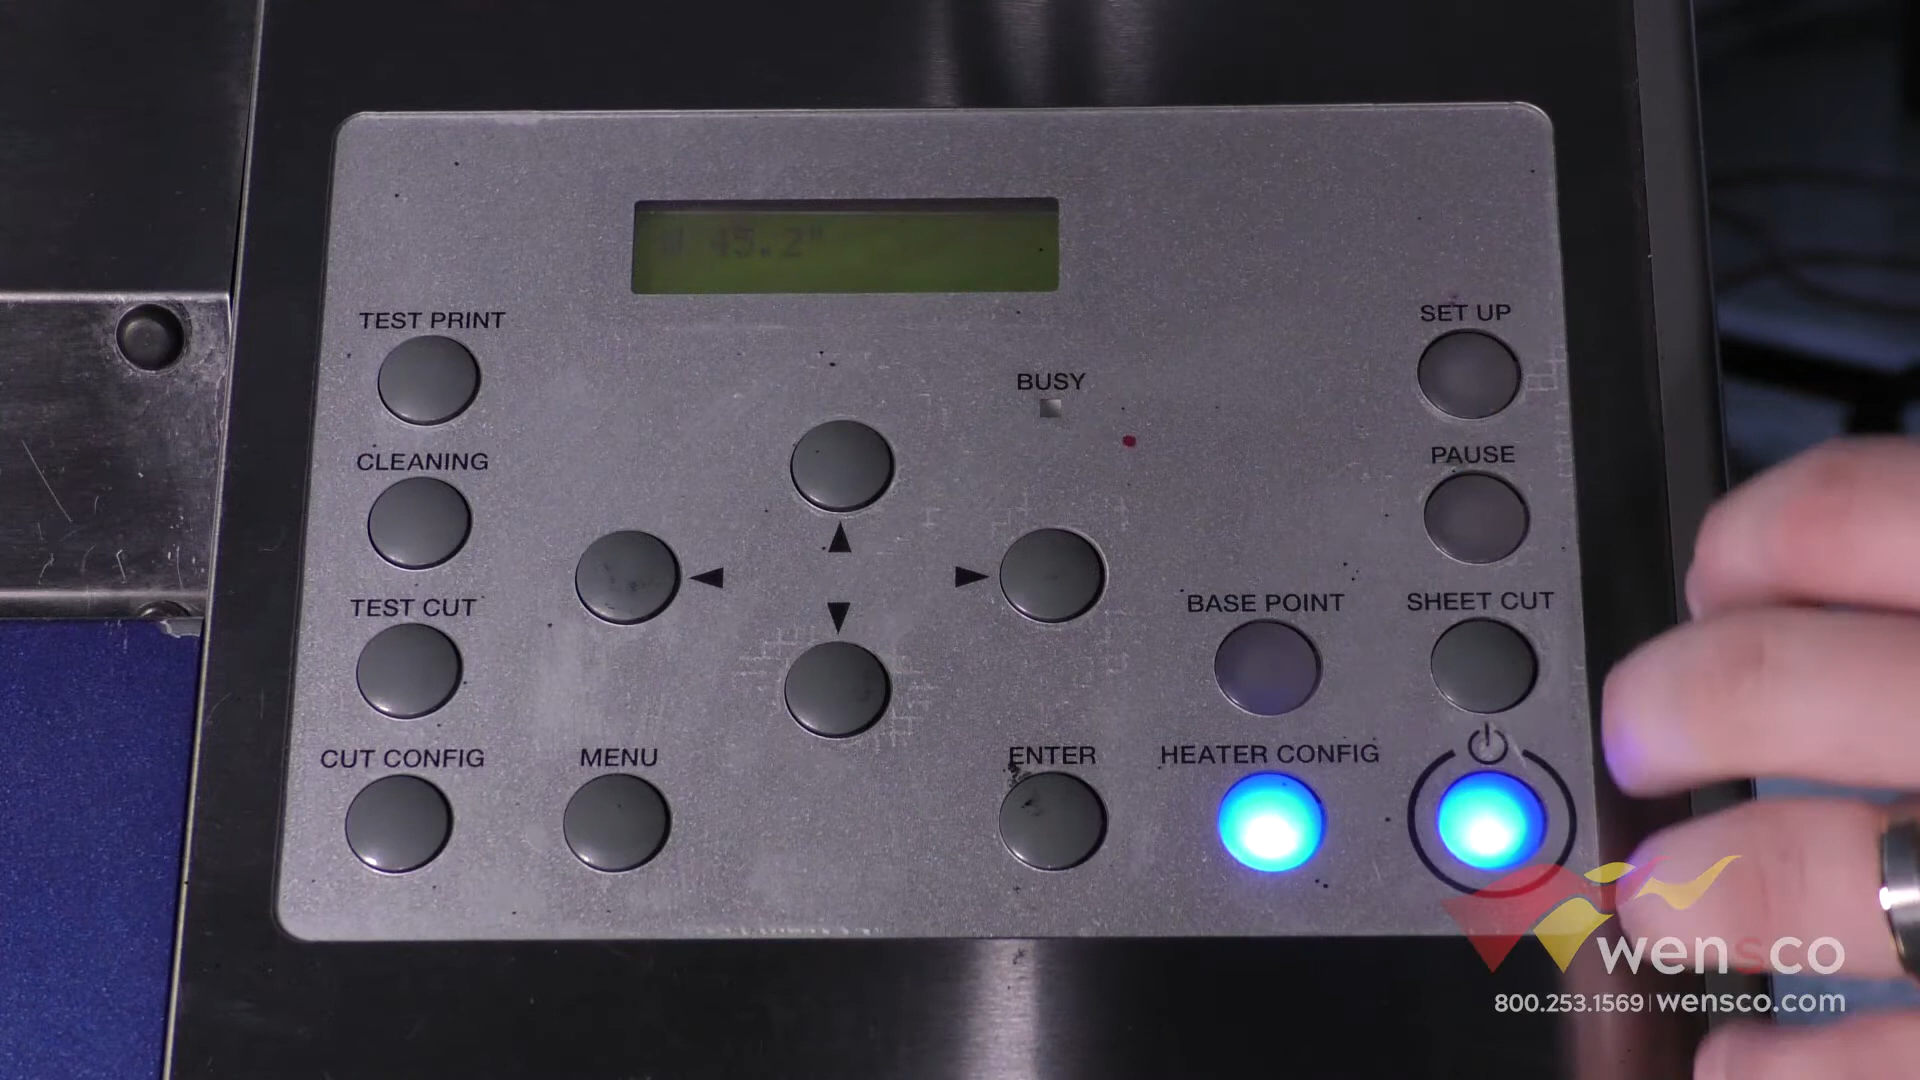 W 45.2"
TEST PRINT
SET UP
BUSY
CLEANING
PAUSE
TEST CUT
BASE POINT
SHEET CUT
CUT CONFIG
MENU
ENTER
HEATER CONFIG
wensco
800.253.1569 | wensco.com